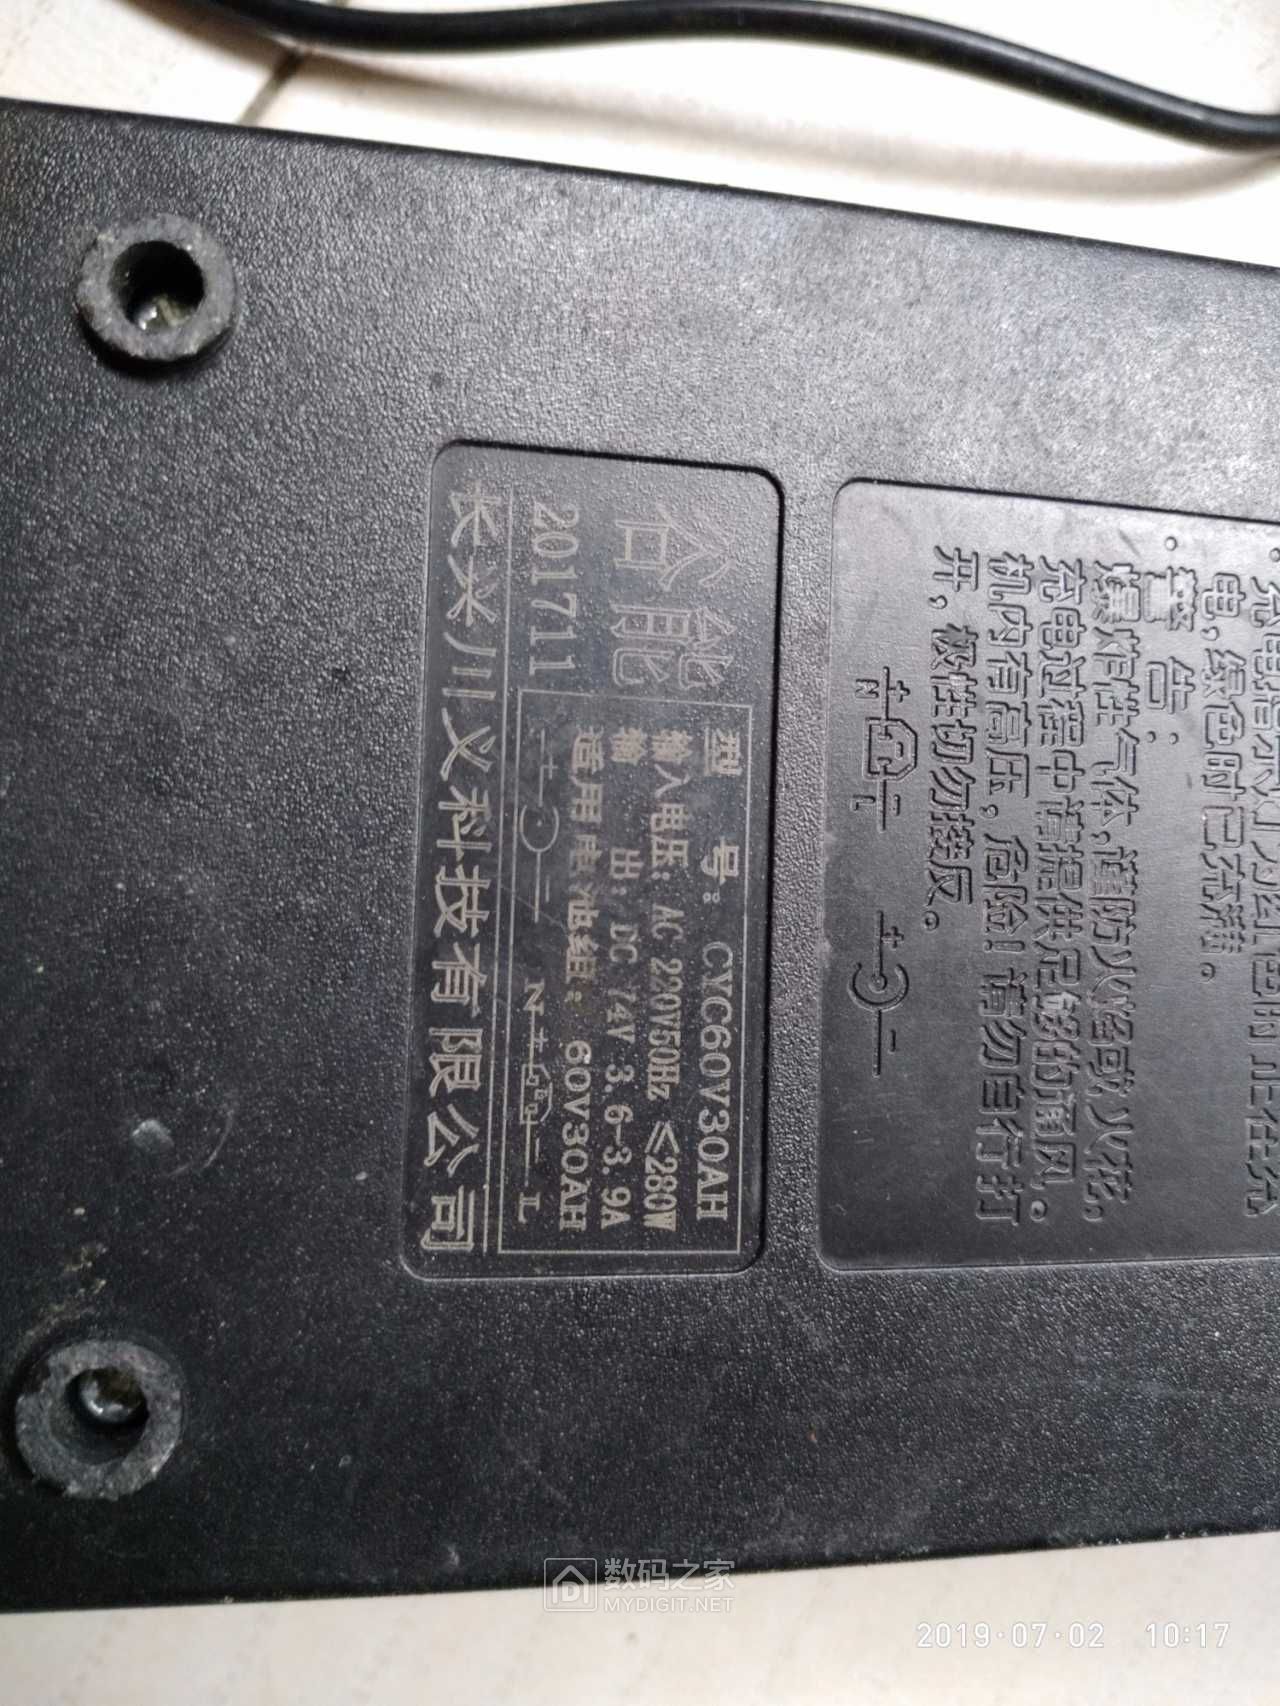 电,绿色时已充满。
·警 告:
爆炸性气体,谨防火焰或火花。
充电过程中请提供足够的通风。
机内有高压,危险!请勿自行打
开,极性切勿接反。
+ N - L
+ -
合能
201711
型 号: CYC60V30AH
输入电压: AC 220V50Hz ≤280W
输 出: DC 74V 3.6-3.9A
适用电池组: 60V30AH
- + N + - L
长兴川义科技有限公司
数码之家
MYDIGIT.NET
2019·07·02 10:17